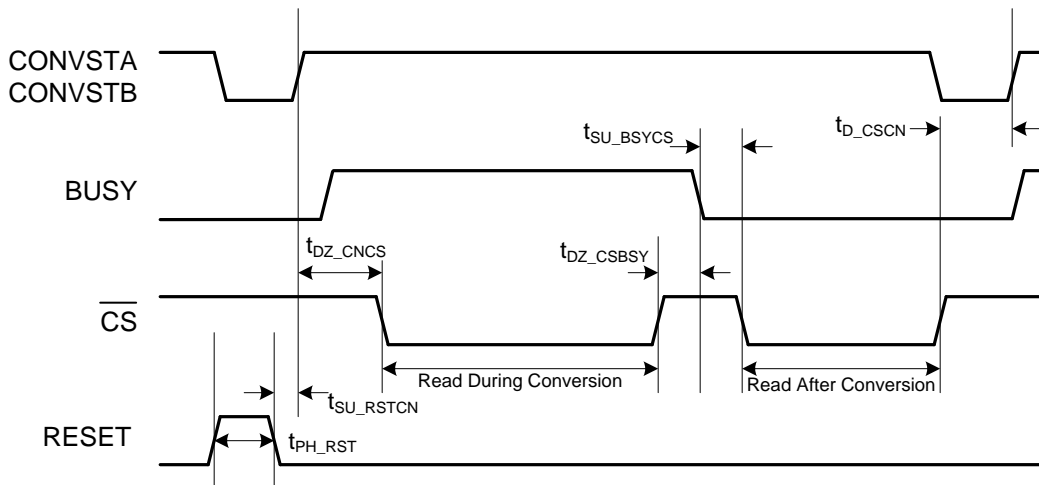 CONVSTA
CONVSTB
tSU_BSYCS
tD_CSCN
BUSY
tDZ_CNCS
tDZ_CSBSY
CS
Read During Conversion
Read After Conversion
tSU_RSTCN
RESET
tPH_RST